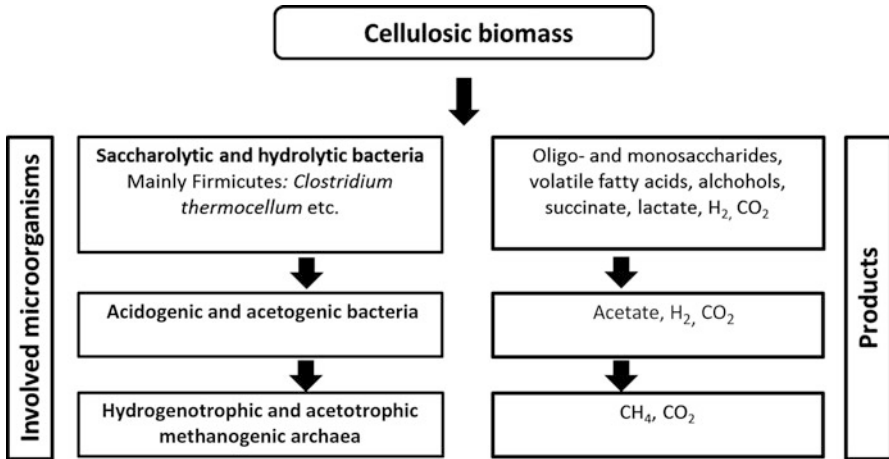 Cellulosic biomass
Involved microorganisms
Saccharolytic and hydrolytic bacteria
Mainly Firmicutes: Clostridium
thermocellum etc.
Oligo- and monosaccharides,
volatile fatty acids, alchohols,
succinate, lactate, H₂, CO₂
Products
Acidogenic and acetogenic bacteria
Acetate, H₂, CO₂
Hydrogenotrophic and acetotrophic
methanogenic archaea
CH₄, CO₂